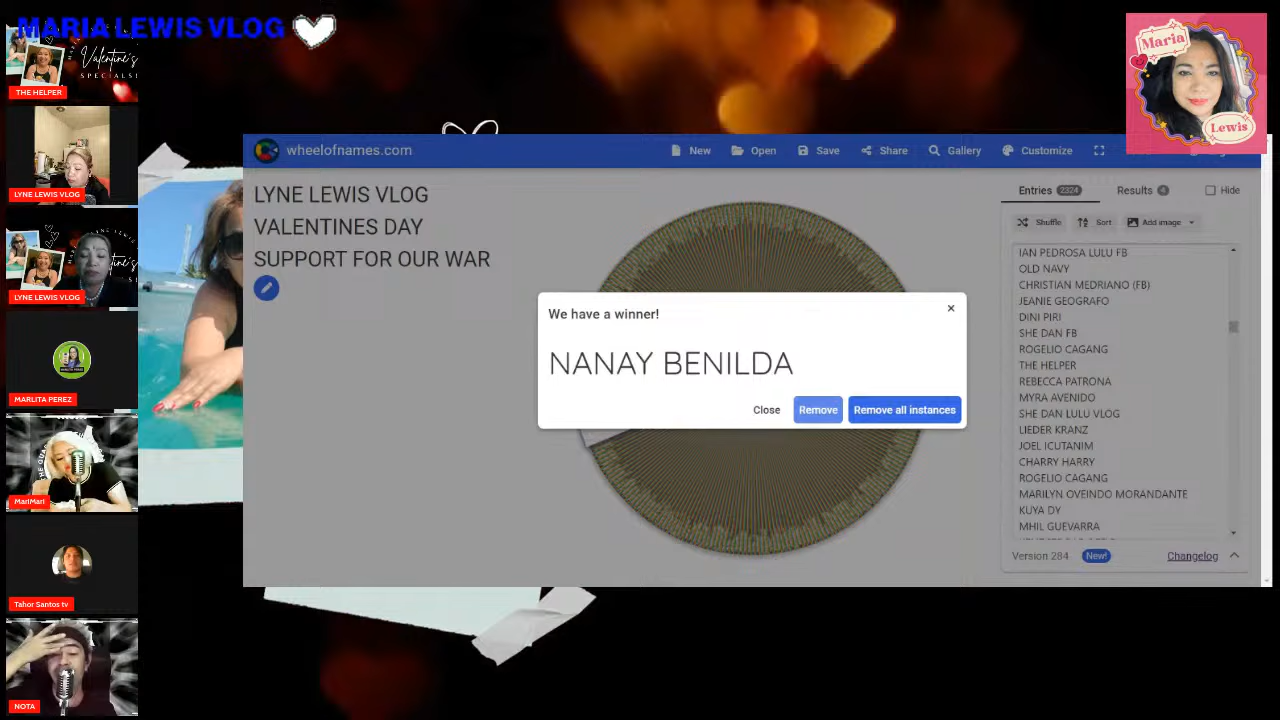 MARIA LEWIS VLOG
Valentine's
SPECIALS
THE HELPER
LYNE LEWIS VLOG
LYNE LEWIS VLOG
MARLITA PEREZ
MariMari
Tahor Santos tv
NOTA
Maria
Lewis
wheelofnames.com
New
Open
Save
Share
Gallery
Customize
LYNE LEWIS VLOG
VALENTINES DAY
SUPPORT FOR OUR WAR
We have a winner!
NANAY BENILDA
Close
Remove
Remove all instances
Entries 2324
Results 4
Hide
Shuffle
Sort
Add image
IAN PEDROSA LULU FB
OLD NAVY
CHRISTIAN MEDRIANO (FB)
JEANIE GEOGRAFO
DINI PIRI
SHE DAN FB
ROGELIO CAGANG
THE HELPER
REBECCA PATRONA
MYRA AVENIDO
SHE DAN LULU VLOG
LIEDER KRANZ
JOEL ICUTANIM
CHARRY HARRY
ROGELIO CAGANG
MARILYN OVEINDO MORANDANTE
KUYA DY
MHIL GUEVARRA
Version 284
New!
Changelog